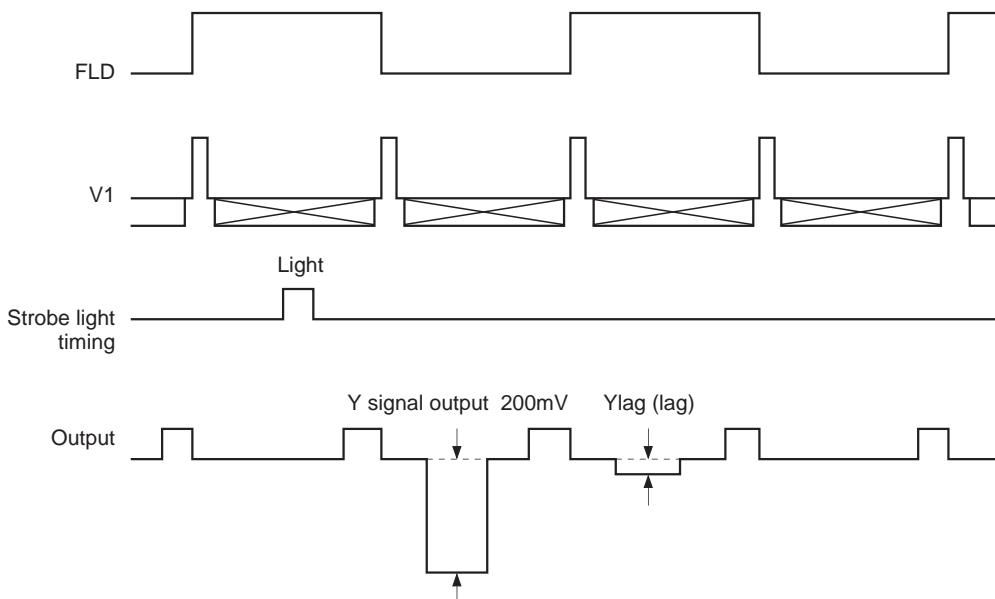 FLD
V1
Light
Strobe light
timing
Y signal output 200mV
Ylag (lag)
Output